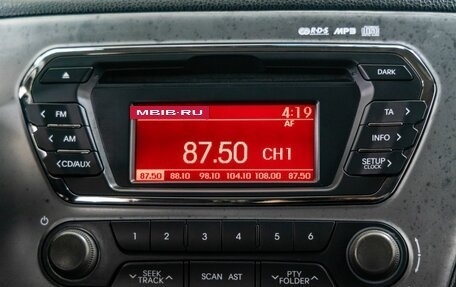 R·D·S MP3
DARK
FM
AM
CD/AUX
MBIB-RU 4:19
AF
87.50 CH1
87.50 88.10 98.10 104.10 108.00 87.50
TA
INFO
SETUP
CLOCK
1 2 3 4 5 6
SEEK
TRACK
SCAN AST
PTY
FOLDER